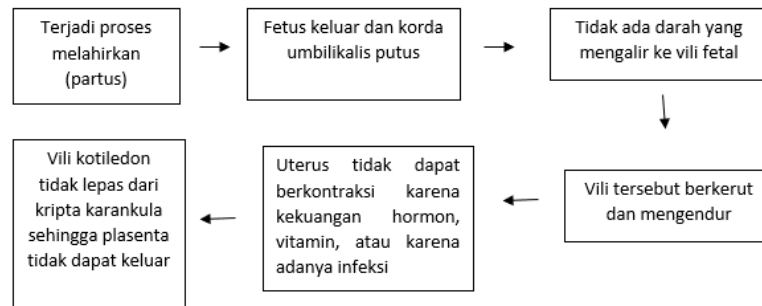 Terjadi proses
melahirkan
(partus)
Fetus keluar dan korda
umbilikalis putus
Tidak ada darah yang
mengalir ke vili fetal
Vili tersebut berkerut
dan mengendur
Uterus tidak dapat
berkontraksi karena
kekuangan hormon,
vitamin, atau karena
adanya infeksi
Vili kotiledon
tidak lepas dari
kripta karankula
sehingga plasenta
tidak dapat keluar